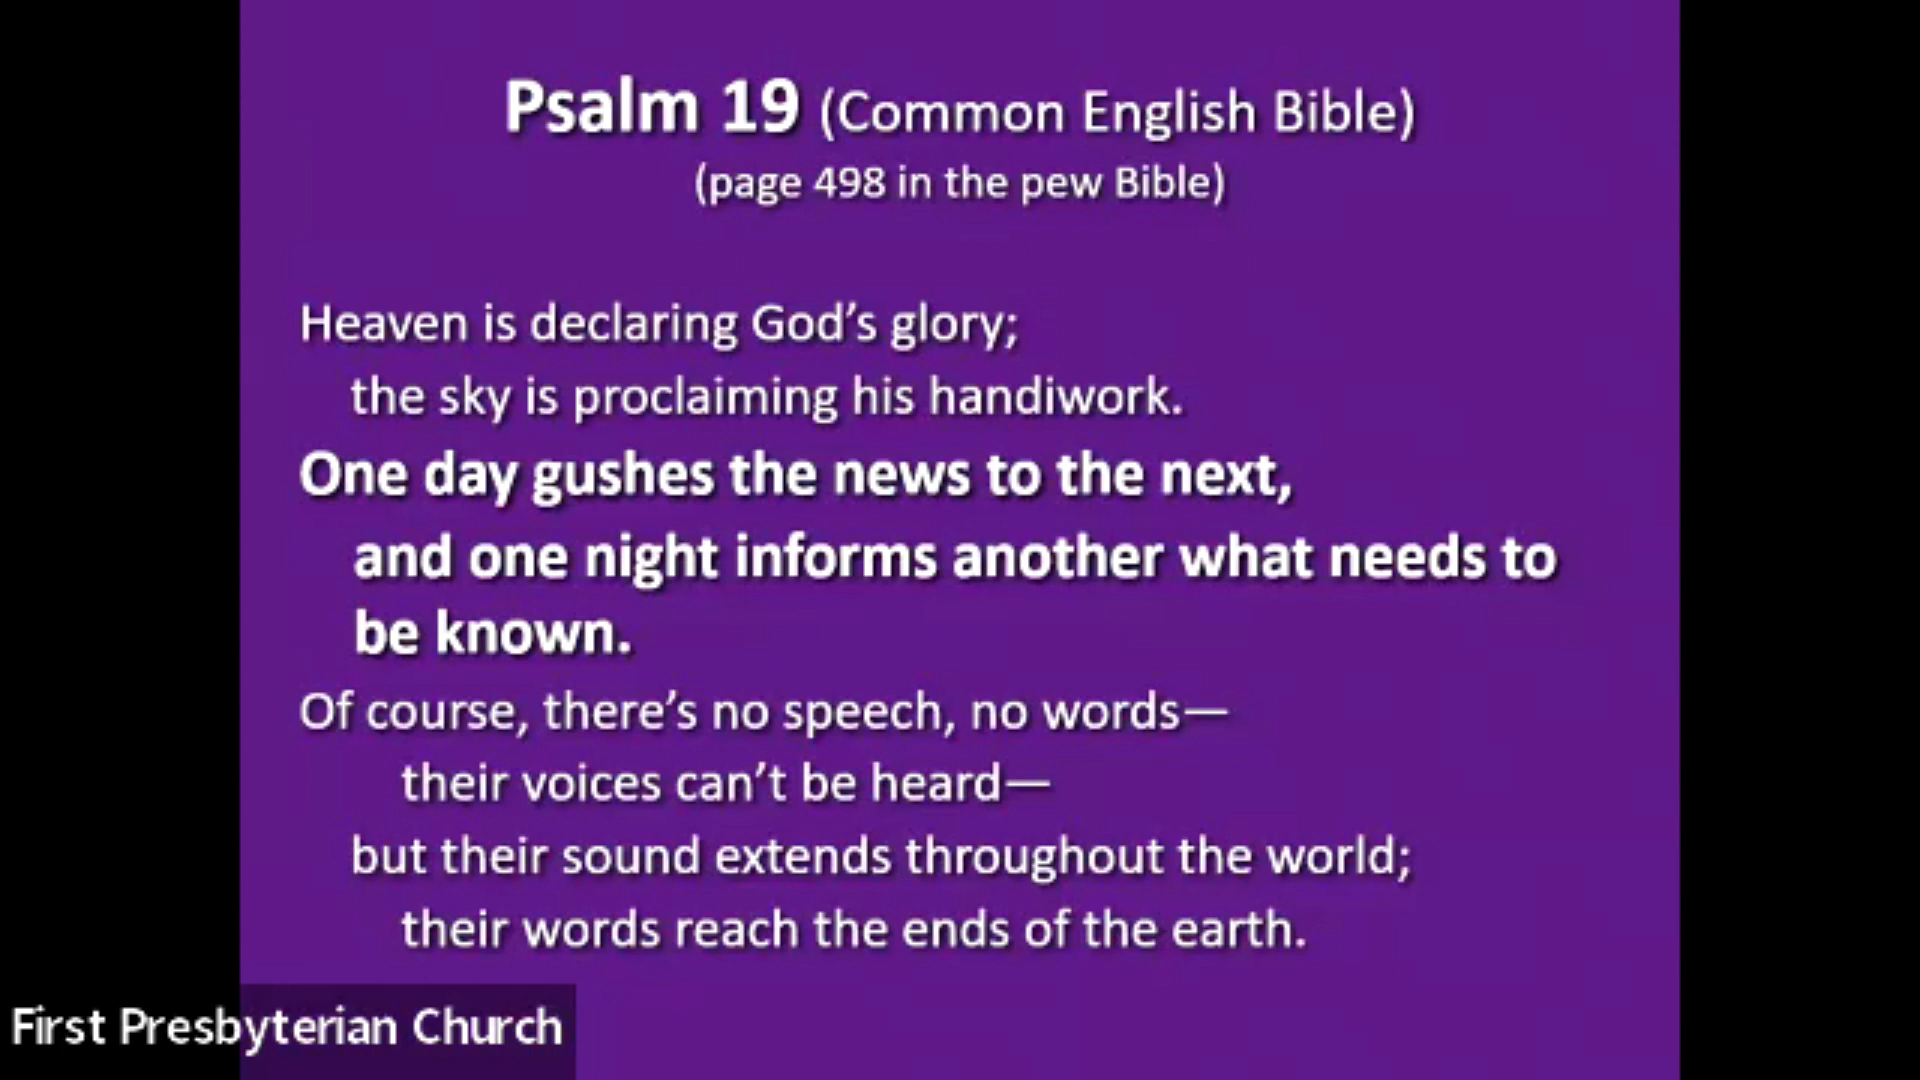 Psalm 19 (Common English Bible)
(page 498 in the pew Bible)
Heaven is declaring God’s glory;
the sky is proclaiming his handiwork.
One day gushes the news to the next,
and one night informs another what needs to
be known.
Of course, there’s no speech, no words—
their voices can’t be heard—
but their sound extends throughout the world;
their words reach the ends of the earth.
First Presbyterian Church